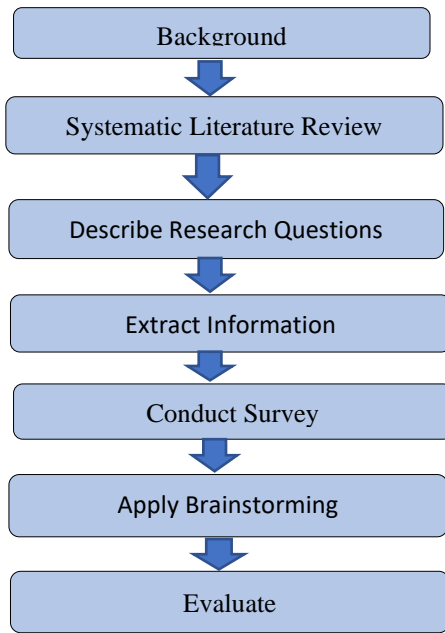 Background
Systematic Literature Review
Describe Research Questions
Extract Information
Conduct Survey
Apply Brainstorming
Evaluate